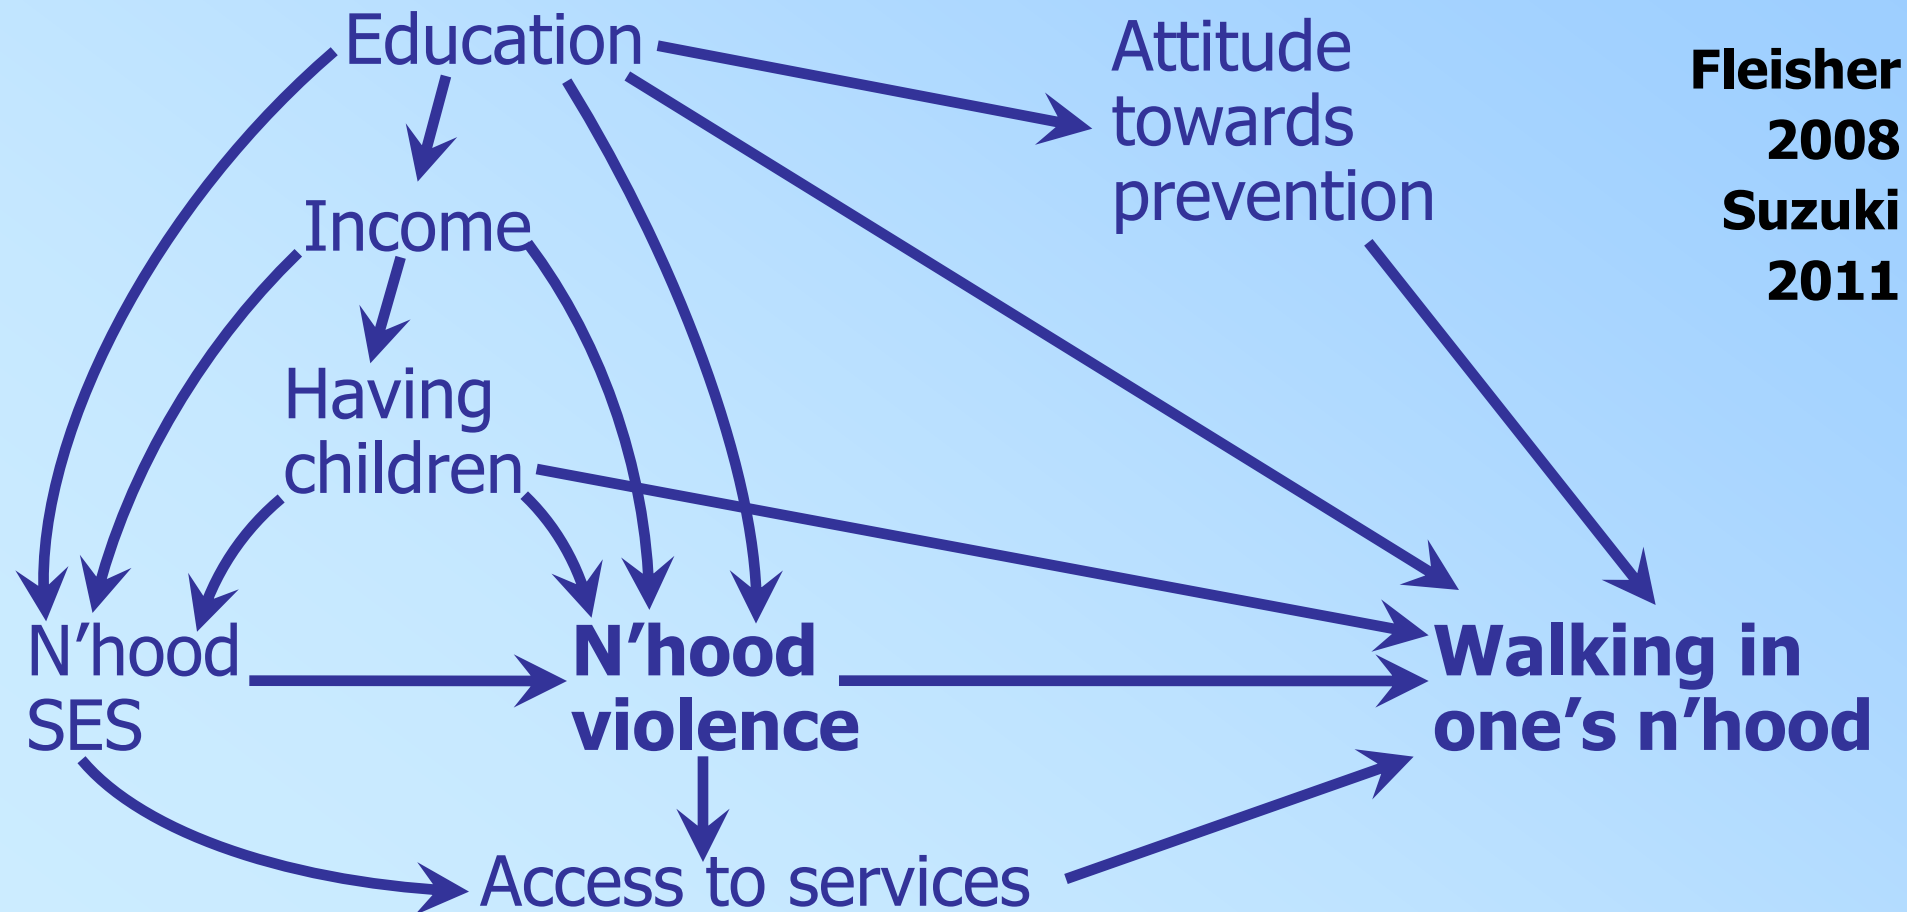 Education
Attitude
towards
prevention
Fleisher
2008
Suzuki
2011
Income
Having
children
N’hood
SES
N’hood
violence
Walking in
one’s n’hood
Access to services